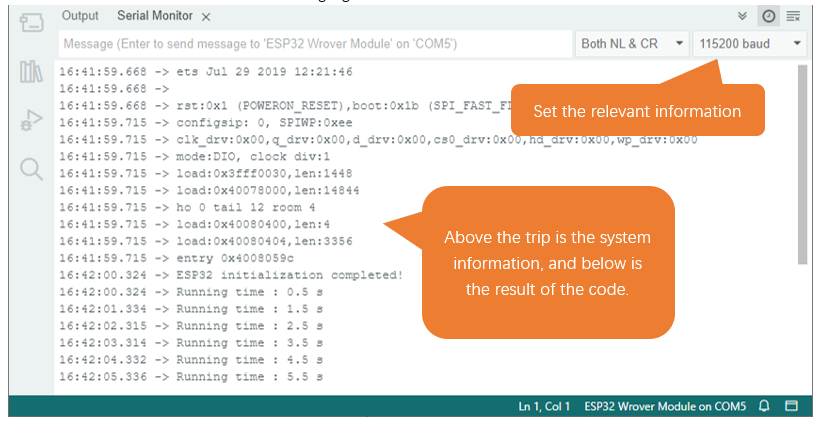 Output Serial Monitor
Message (Enter to send message to 'ESP32 Wrover Module' on 'COM5') Both NL & CR 115200 baud
16:41:59.668 -> ets Jul 29 2019 12:21:46
16:41:59.668 ->
16:41:59.668 -> rst:0x1 (POWERON_RESET),boot:0x1b (SPI_FAST_
16:41:59.715 -> configsip: 0, SPIWP:0xee
16:41:59.715 -> clk_drv:0x00,q_drv:0x00,d_drv:0x00,cs0_drv:0x00,hd_drv:0x00,wp_drv:0x00
16:41:59.715 -> mode:DIO, clock div:1
16:41:59.715 -> load:0x3fff0030,len:1448
16:41:59.715 -> load:0x40078000,len:14844
16:41:59.715 -> ho 0 tail 12 room 4
16:41:59.715 -> load:0x40080400,len:4
16:41:59.715 -> load:0x40080404,len:3356
16:41:59.715 -> entry 0x4008059c
16:42:00.324 -> ESP32 initialization completed!
16:42:00.324 -> Running time : 0.5 s
16:42:01.334 -> Running time : 1.5 s
16:42:02.315 -> Running time : 2.5 s
16:42:03.314 -> Running time : 3.5 s
16:42:04.332 -> Running time : 4.5 s
16:42:05.336 -> Running time : 5.5 s
Set the relevant information
Above the trip is the system
information, and below is
the result of the code.
Ln 1, Col 1 ESP32 Wrover Module on COM5